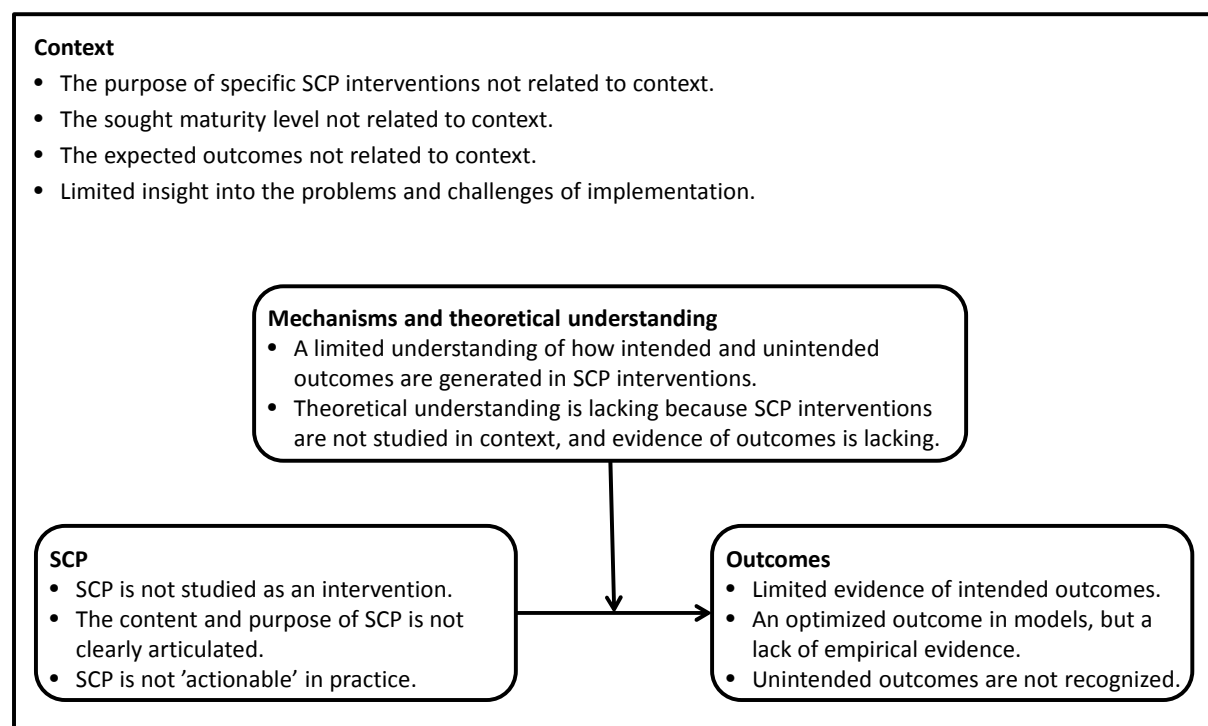 Context
• The purpose of specific SCP interventions not related to context.
• The sought maturity level not related to context.
• The expected outcomes not related to context.
• Limited insight into the problems and challenges of implementation.
Mechanisms and theoretical understanding
• A limited understanding of how intended and unintended
outcomes are generated in SCP interventions.
• Theoretical understanding is lacking because SCP interventions
are not studied in context, and evidence of outcomes is lacking.
SCP
• SCP is not studied as an intervention.
• The content and purpose of SCP is not
clearly articulated.
• SCP is not ’actionable’ in practice.
Outcomes
• Limited evidence of intended outcomes.
• An optimized outcome in models, but a
lack of empirical evidence.
• Unintended outcomes are not recognized.